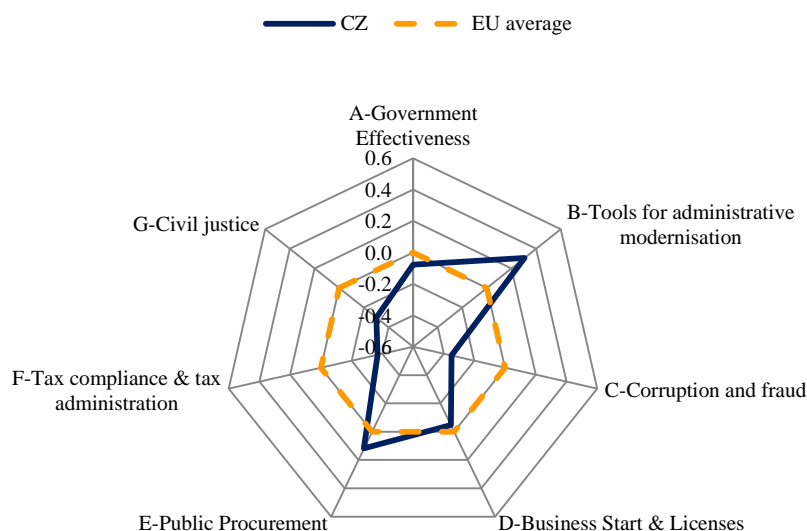 CZ
EU average
A-Government
Effectiveness
0.6
0.4
0.2
0.0
-0.2
-0.4
-0.6
B-Tools for administrative
modernisation
C-Corruption and fraud
D-Business Start & Licenses
E-Public Procurement
F-Tax compliance & tax
administration
G-Civil justice